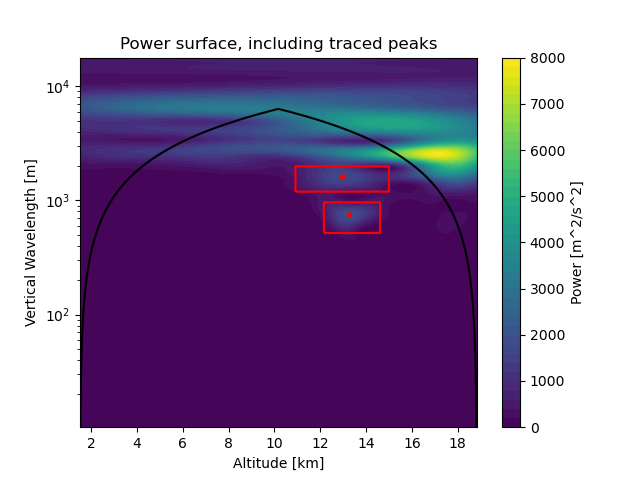 Power surface, including traced peaks
Vertical Wavelength [m]
10^4
10^3
10^2
2 4 6 8 10 12 14 16 18
Altitude [km]
8000
7000
6000
5000
4000
3000
2000
1000
0
Power [m^2/s^2]